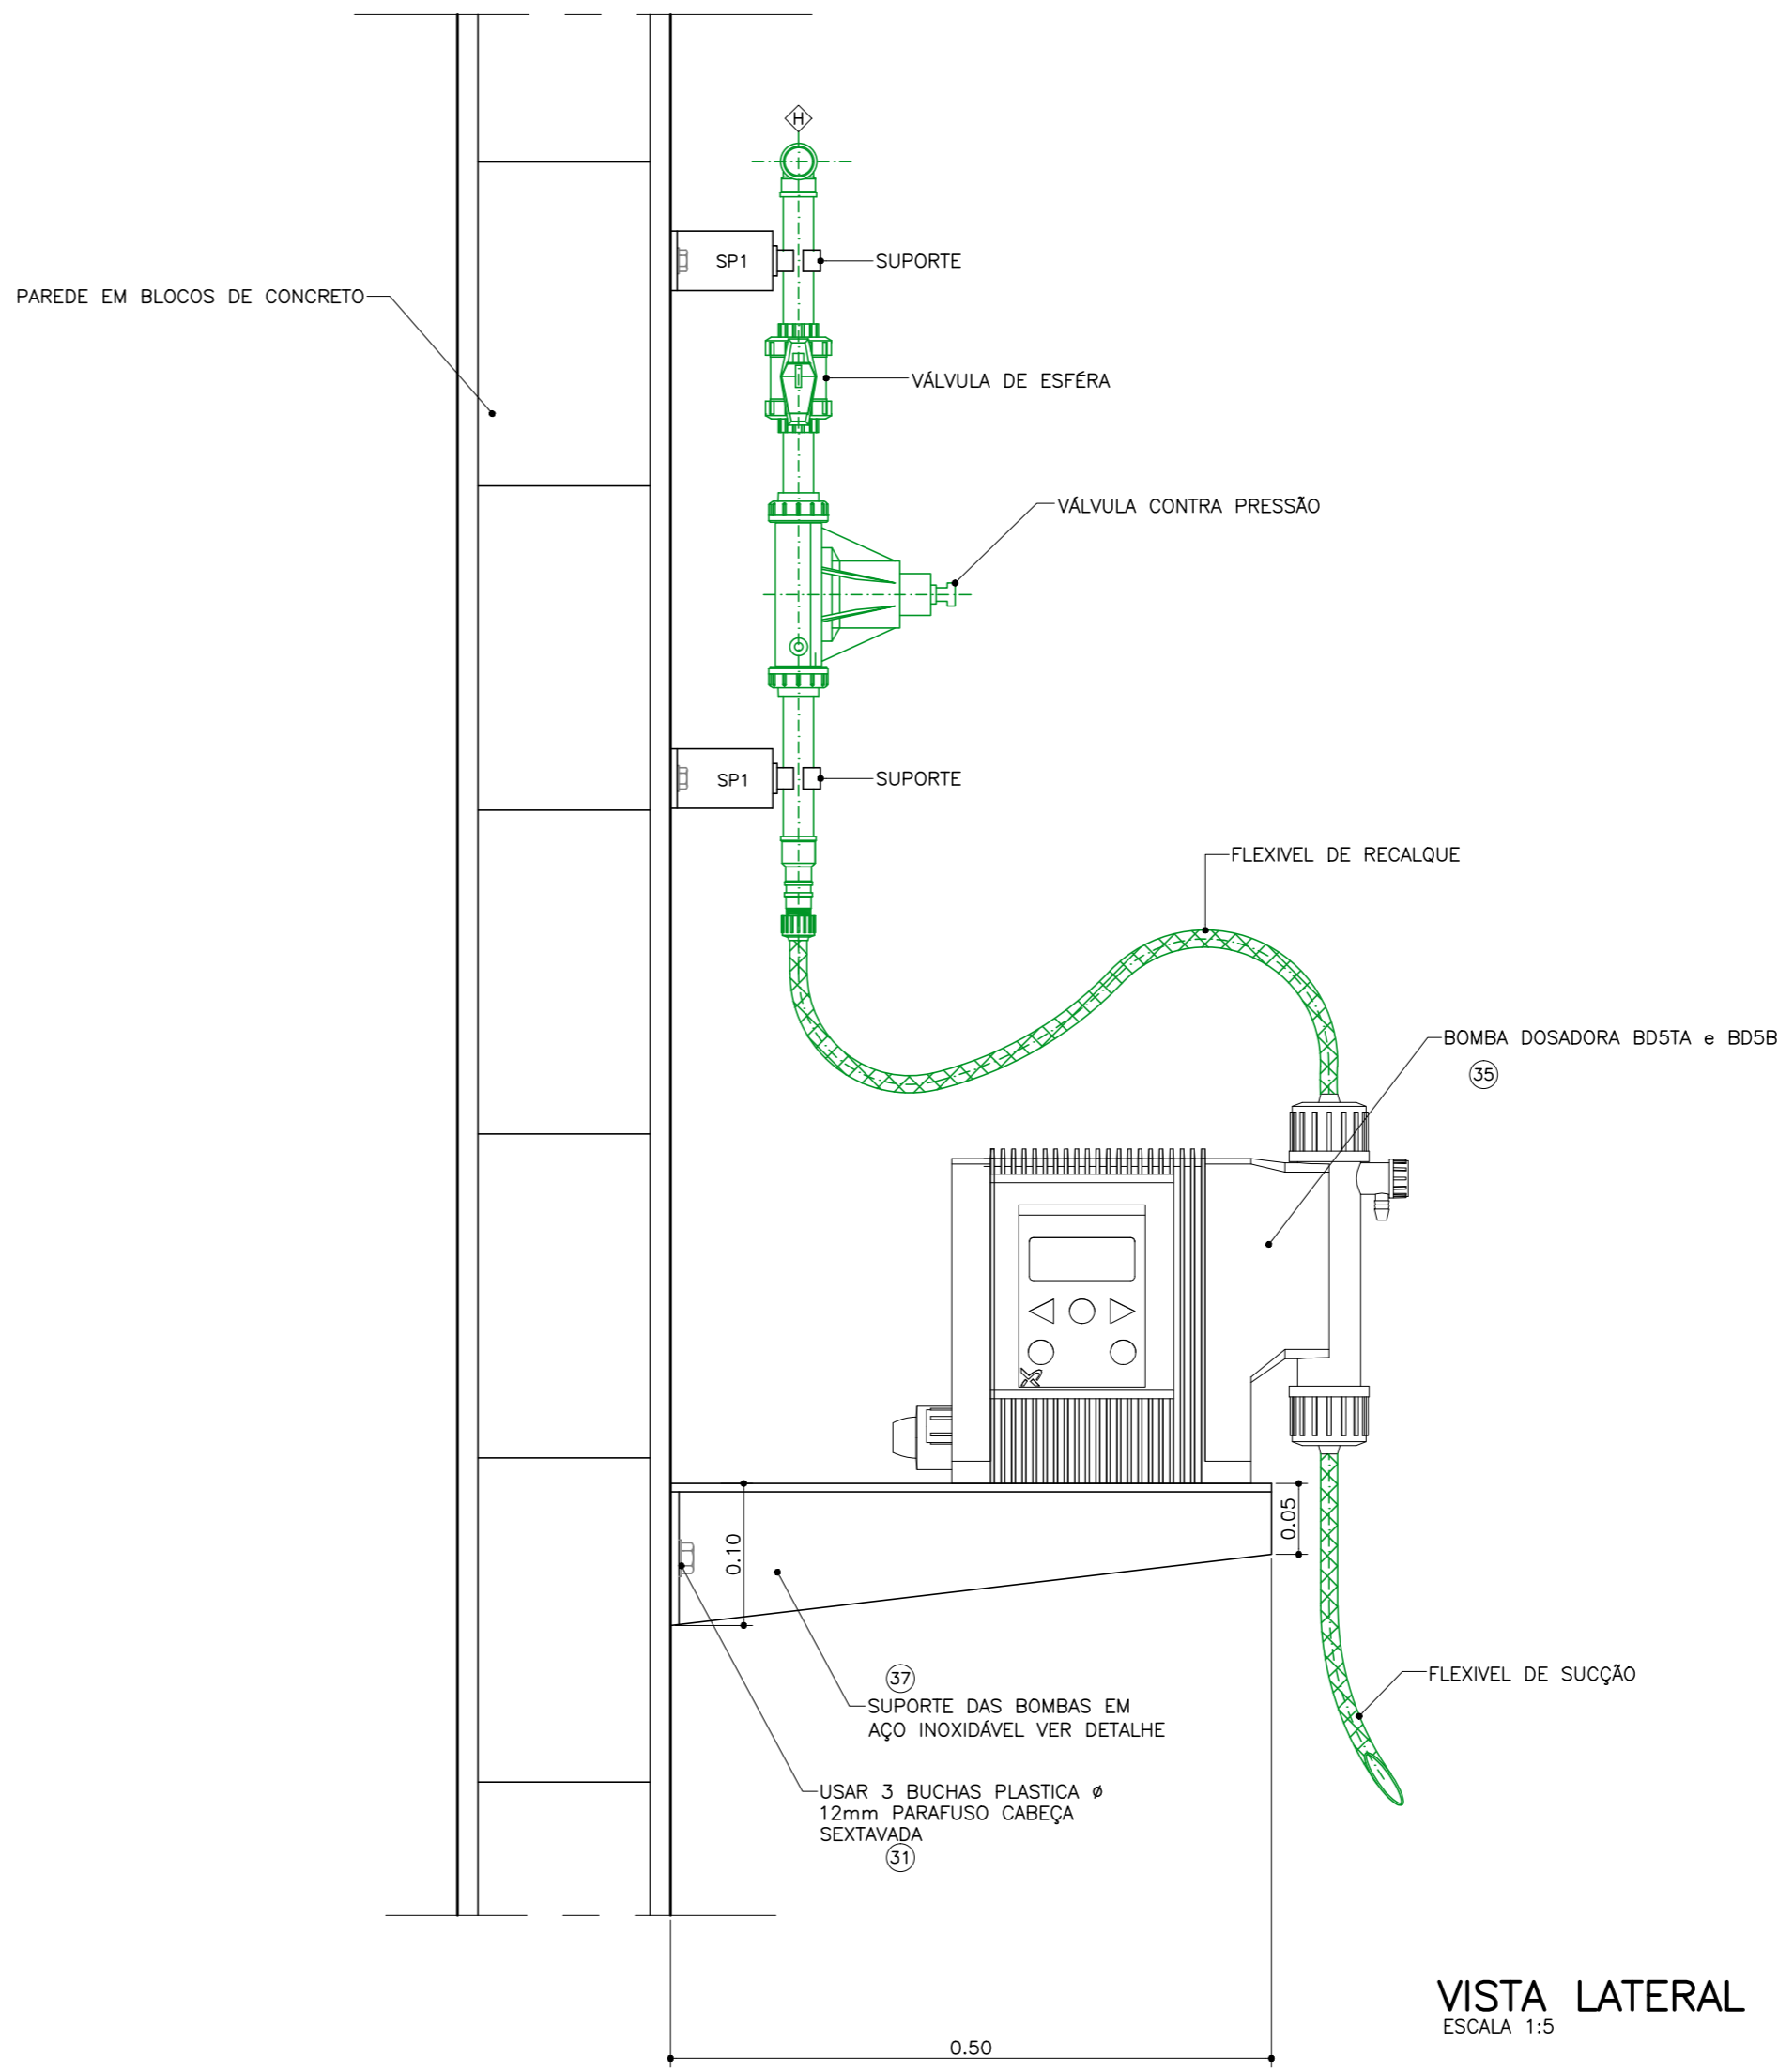 H
SP1
SUPORTE
PAREDE EM BLOCOS DE CONCRETO
VÁLVULA DE ESFÉRA
VÁLVULA CONTRA PRESSÃO
SP1
SUPORTE
FLEXIVEL DE RECALQUE
BOMBA DOSADORA BD5TA e BD5B
35
0.10
0.05
37
SUPORTE DAS BOMBAS EM
AÇO INOXIDÁVEL VER DETALHE
FLEXIVEL DE SUCÇÃO
USAR 3 BUCHAS PLASTICA ø
12mm PARAFUSO CABEÇA
SEXTAVADA
31
VISTA LATERAL
ESCALA 1:5
0.50